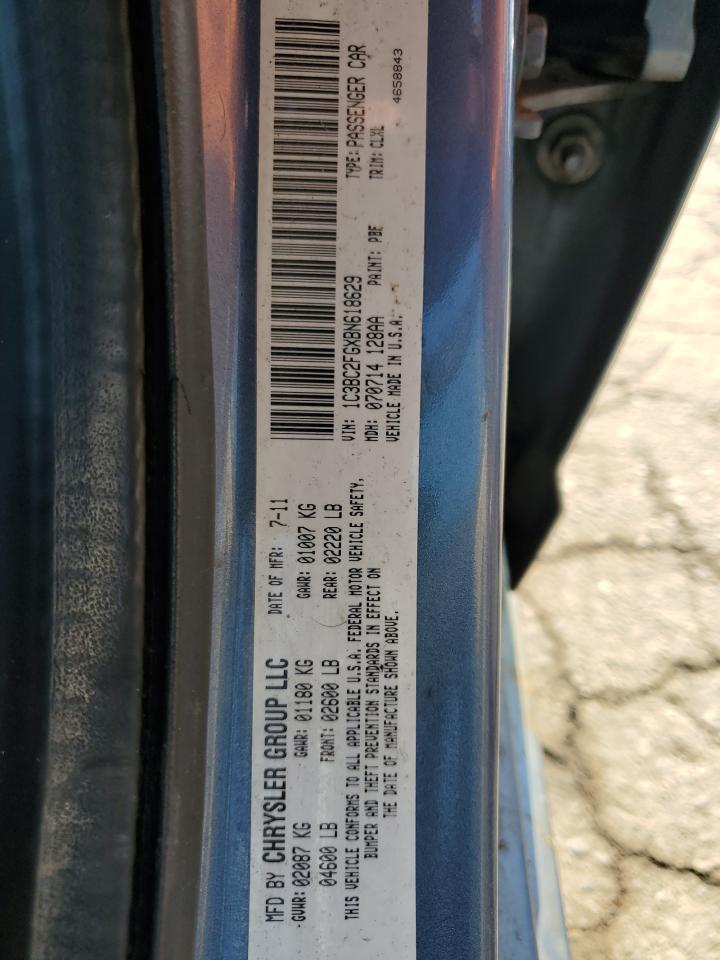 MFD BY CHRYSLER GROUP LLC DATE OF MFR: 7-11
GVWR: 02087 KG GAWR: 01180 KG GAWR: 01007 KG
04600 LB FRONT: 02600 LB REAR: 02220 LB
THIS VEHICLE CONFORMS TO ALL APPLICABLE U.S.A. FEDERAL MOTOR VEHICLE SAFETY,
BUMPER AND THEFT PREVENTION STANDARDS IN EFFECT ON
THE DATE OF MANUFACTURE SHOWN ABOVE.
VIN: 1C3BC2FGXBN618629 TYPE: PASSENGER CAR
MDH: 070714 128AA PAINT: PBE TRIM: CLXL
VEHICLE MADE IN U.S.A. 4658843